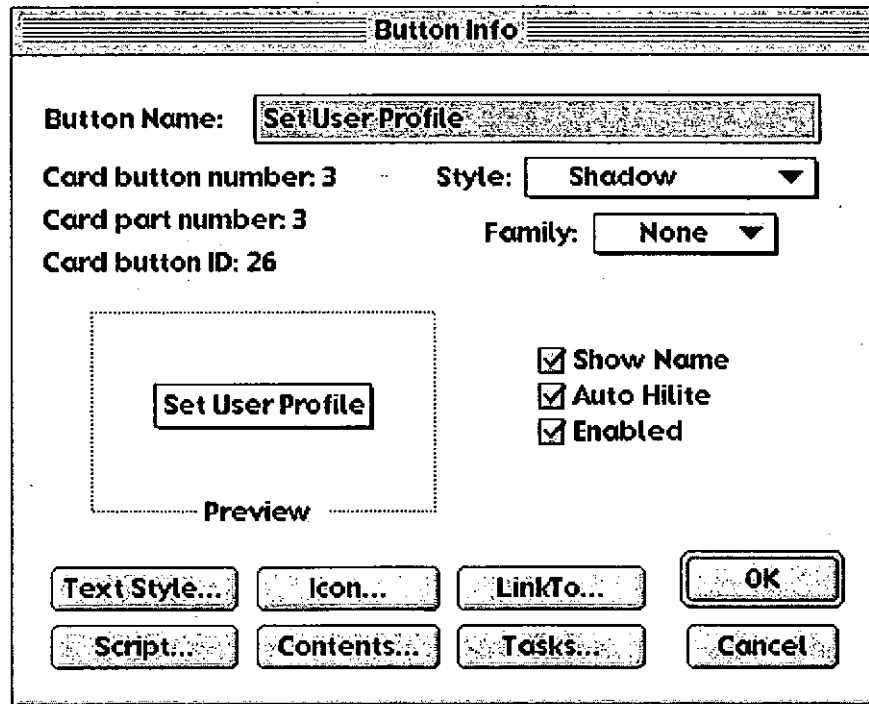 Button Info
Button Name: Set User Profile
Card button number: 3 Style: Shadow
Card part number: 3
Family: None
Card button ID: 26
Show Name
Set User Profile
Auto Hilite
Enabled
Preview
Text Style... Icon... LinkTo... OK
Script... Contents... Tasks... Cancel